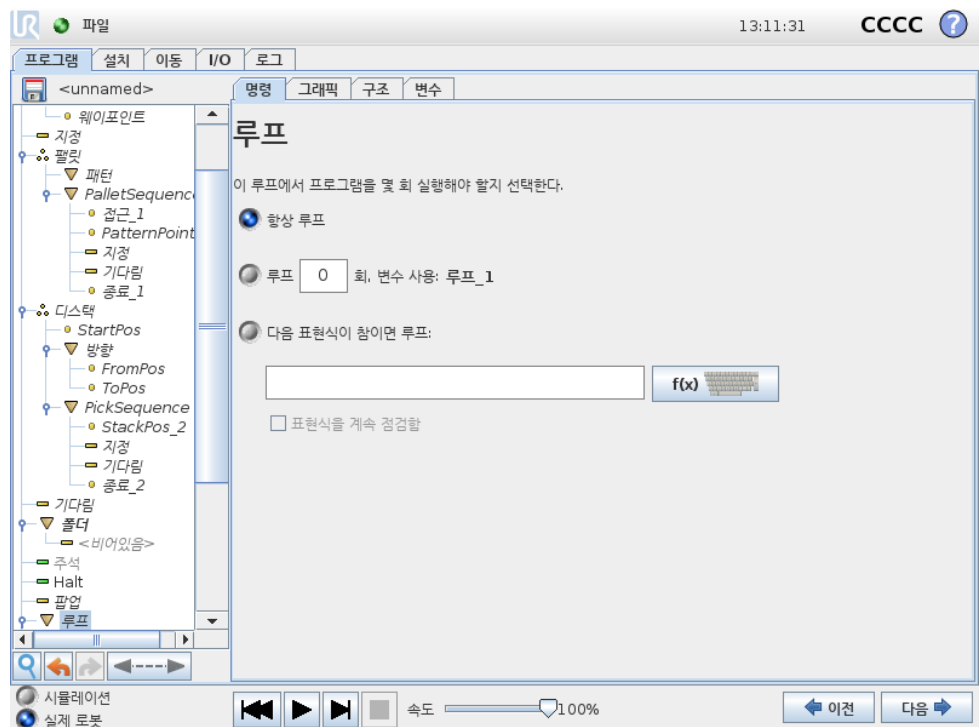 UR 파일 13:11:31 CCCC ?
프로그램 설치 이동 I/O 로그
<unnamed>
명령 그래픽 구조 변수
웨이포인트
지정
팔릿
패턴
PalletSequenc
접근_1
PatternPoint
지정
기다림
종료_1
디스택
StartPos
방향
FromPos
ToPos
PickSequence
StackPos_2
지정
기다림
종료_2
기다림
폴더
<비어있음>
주석
Halt
팝업
루프
루프
이 루프에서 프로그램을 몇 회 실행해야 할지 선택한다.
항상 루프
루프 0 회, 변수 사용: 루프_1
다음 표현식이 참이면 루프:
f(x)
표현식을 계속 점검함
시뮬레이션
실제 로봇
속도 100%
이전 다음